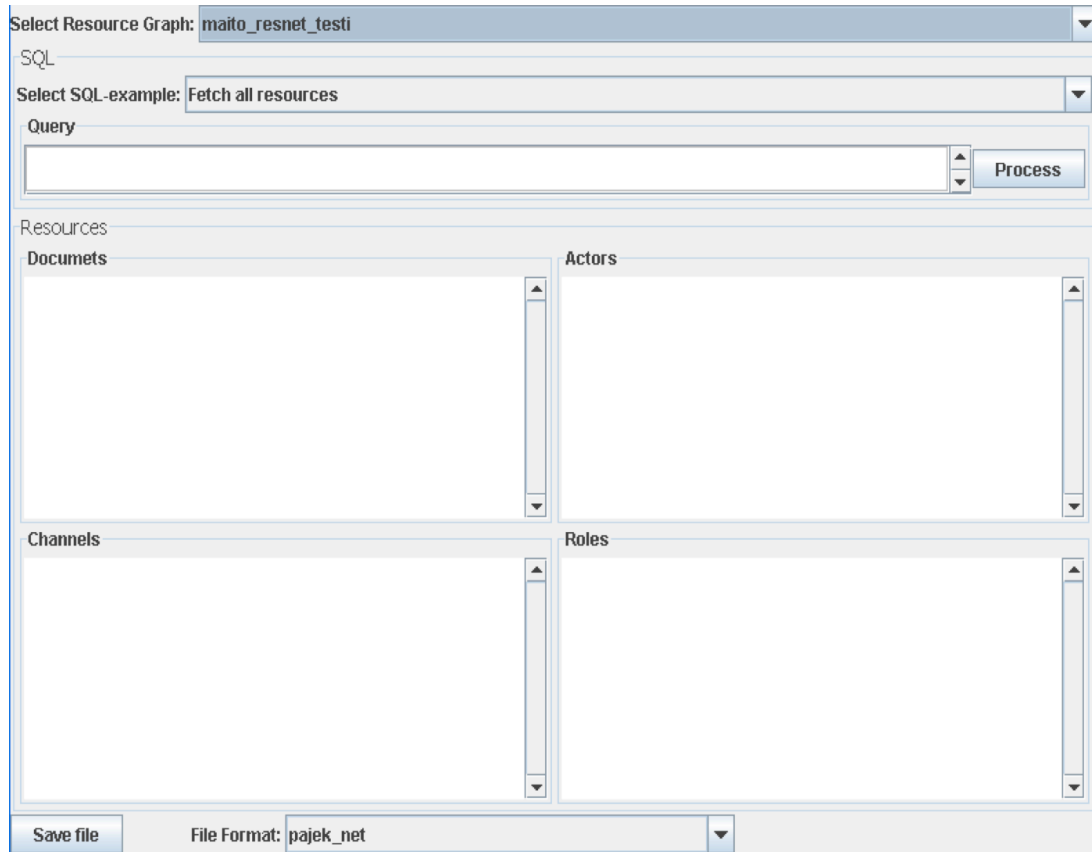 Select Resource Graph: maito_resnet_testi
SQL
Select SQL-example: Fetch all resources
Query
Process
Resources
Documets
Actors
Channels
Roles
Save file
File Format: pajek_net